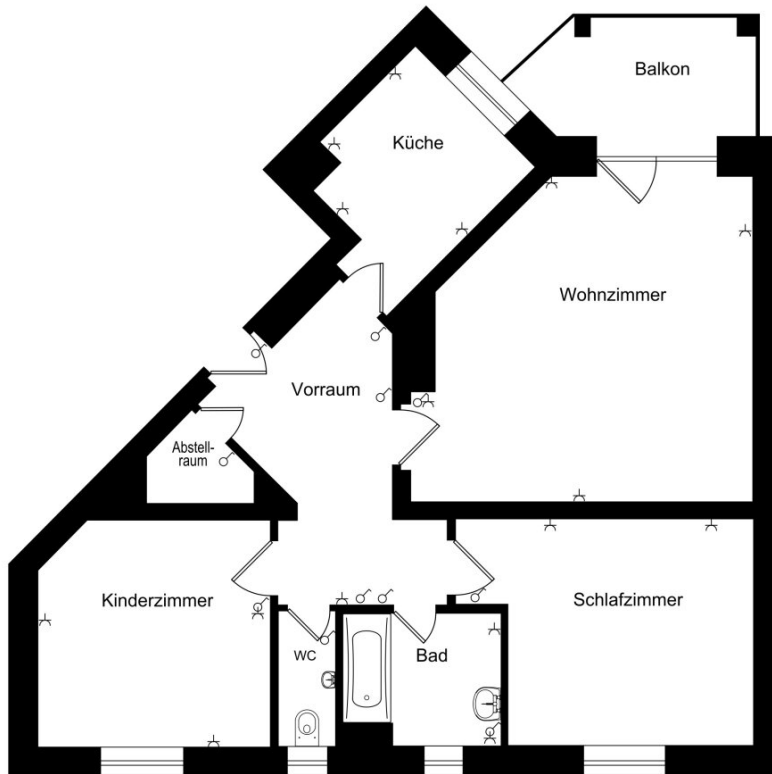 Balkon
Küche
Wohnzimmer
Vorraum
Abstell-
raum
Kinderzimmer
Schlafzimmer
WC
Bad